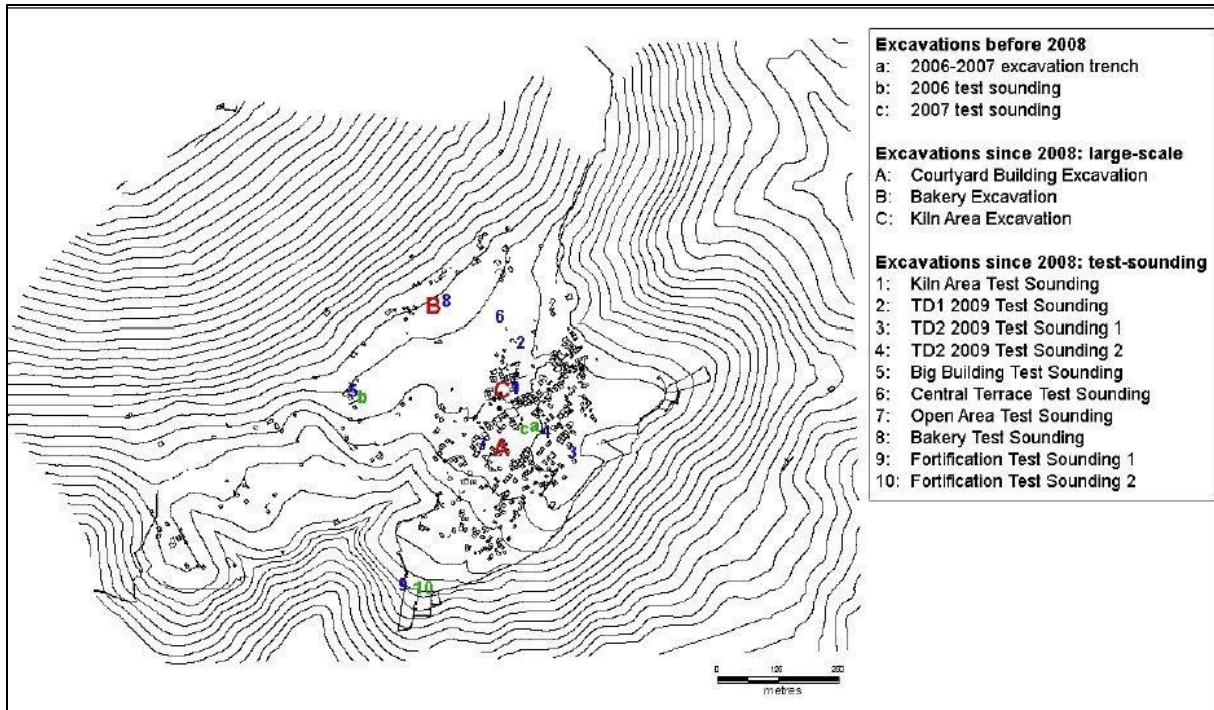 Excavations before 2008
a: 2006-2007 excavation trench
b: 2006 test sounding
c: 2007 test sounding
Excavations since 2008: large-scale
A: Courtyard Building Excavation
B: Bakery Excavation
C: Kiln Area Excavation
Excavations since 2008: test-sounding
1: Kiln Area Test Sounding
2: TD1 2009 Test Sounding
3: TD2 2009 Test Sounding 1
4: TD2 2009 Test Sounding 2
5: Big Building Test Sounding
6: Central Terrace Test Sounding
7: Open Area Test Sounding
8: Bakery Test Sounding
9: Fortification Test Sounding 1
10: Fortification Test Sounding 2
B 8
6
2
5 b
C
c a 4
7 A 3
9 10
0
metres